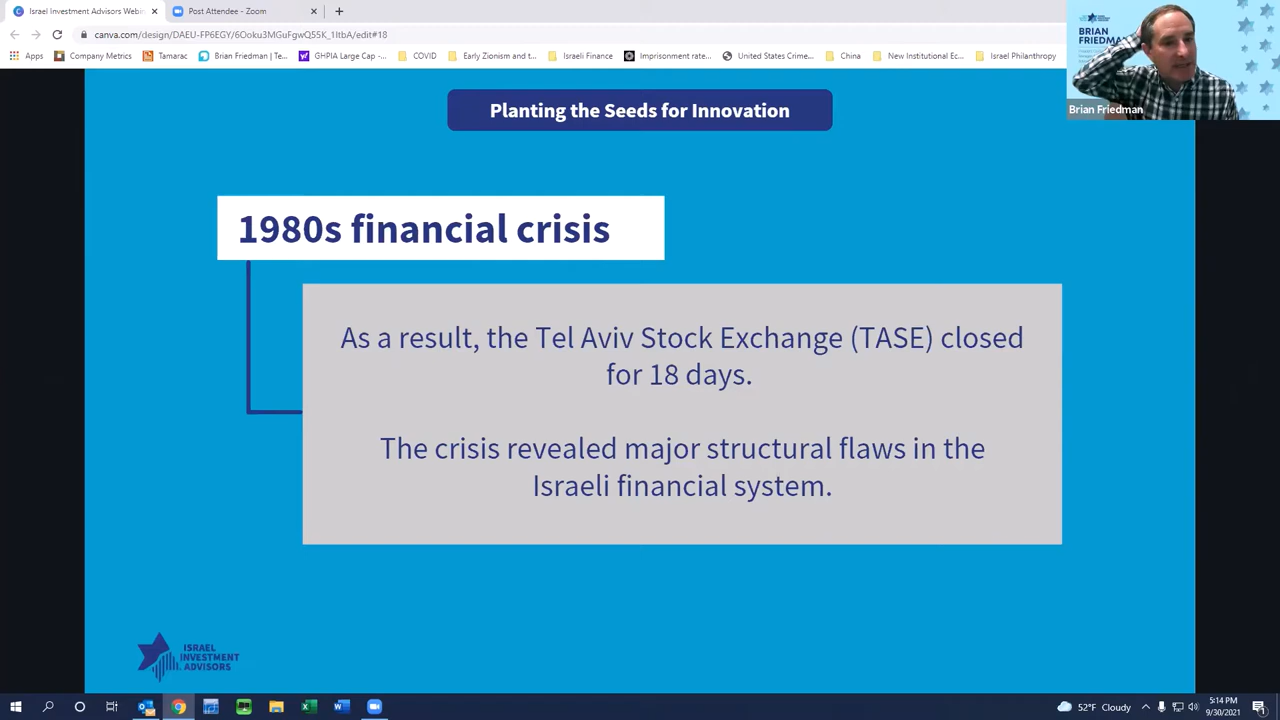 Israel Investment Advisors Webin
Post Attendee - Zoom
canva.com/design/DAEU-FP6EGY/6Ooku3MGuFgwQ55K_1ItbA/edit#18
Apps
Company Metrics
Tamarac
Brian Friedman | Te...
GHPIA Large Cap -...
COVID
Early Zionism and t...
Israeli Finance
Imprisonment rate...
United States Crime...
China
New Institutional Ec...
Israel Philanthropy
BRIAN
Brian Friedman
Planting the Seeds for Innovation
1980s financial crisis
As a result, the Tel Aviv Stock Exchange (TASE) closed
for 18 days.
The crisis revealed major structural flaws in the
Israeli financial system.
ISRAEL
INVESTMENT
ADVISORS
52°F Cloudy
5:14 PM
9/30/2021